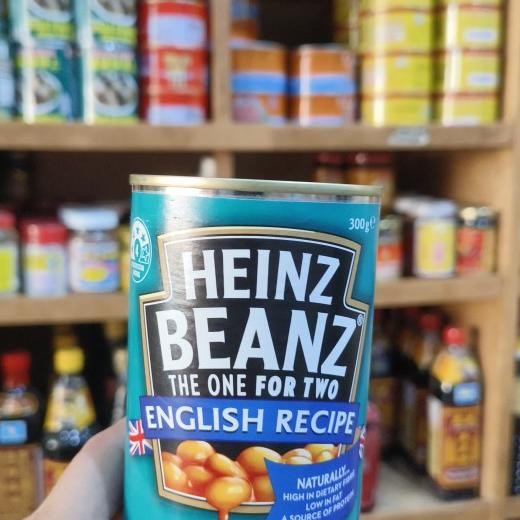 300g℮
HEINZ
BEANZ®
THE ONE FOR TWO
ENGLISH RECIPE
NATURALLY...
HIGH IN DIETARY FIBRE
LOW IN FAT
A SOURCE OF PROTEIN